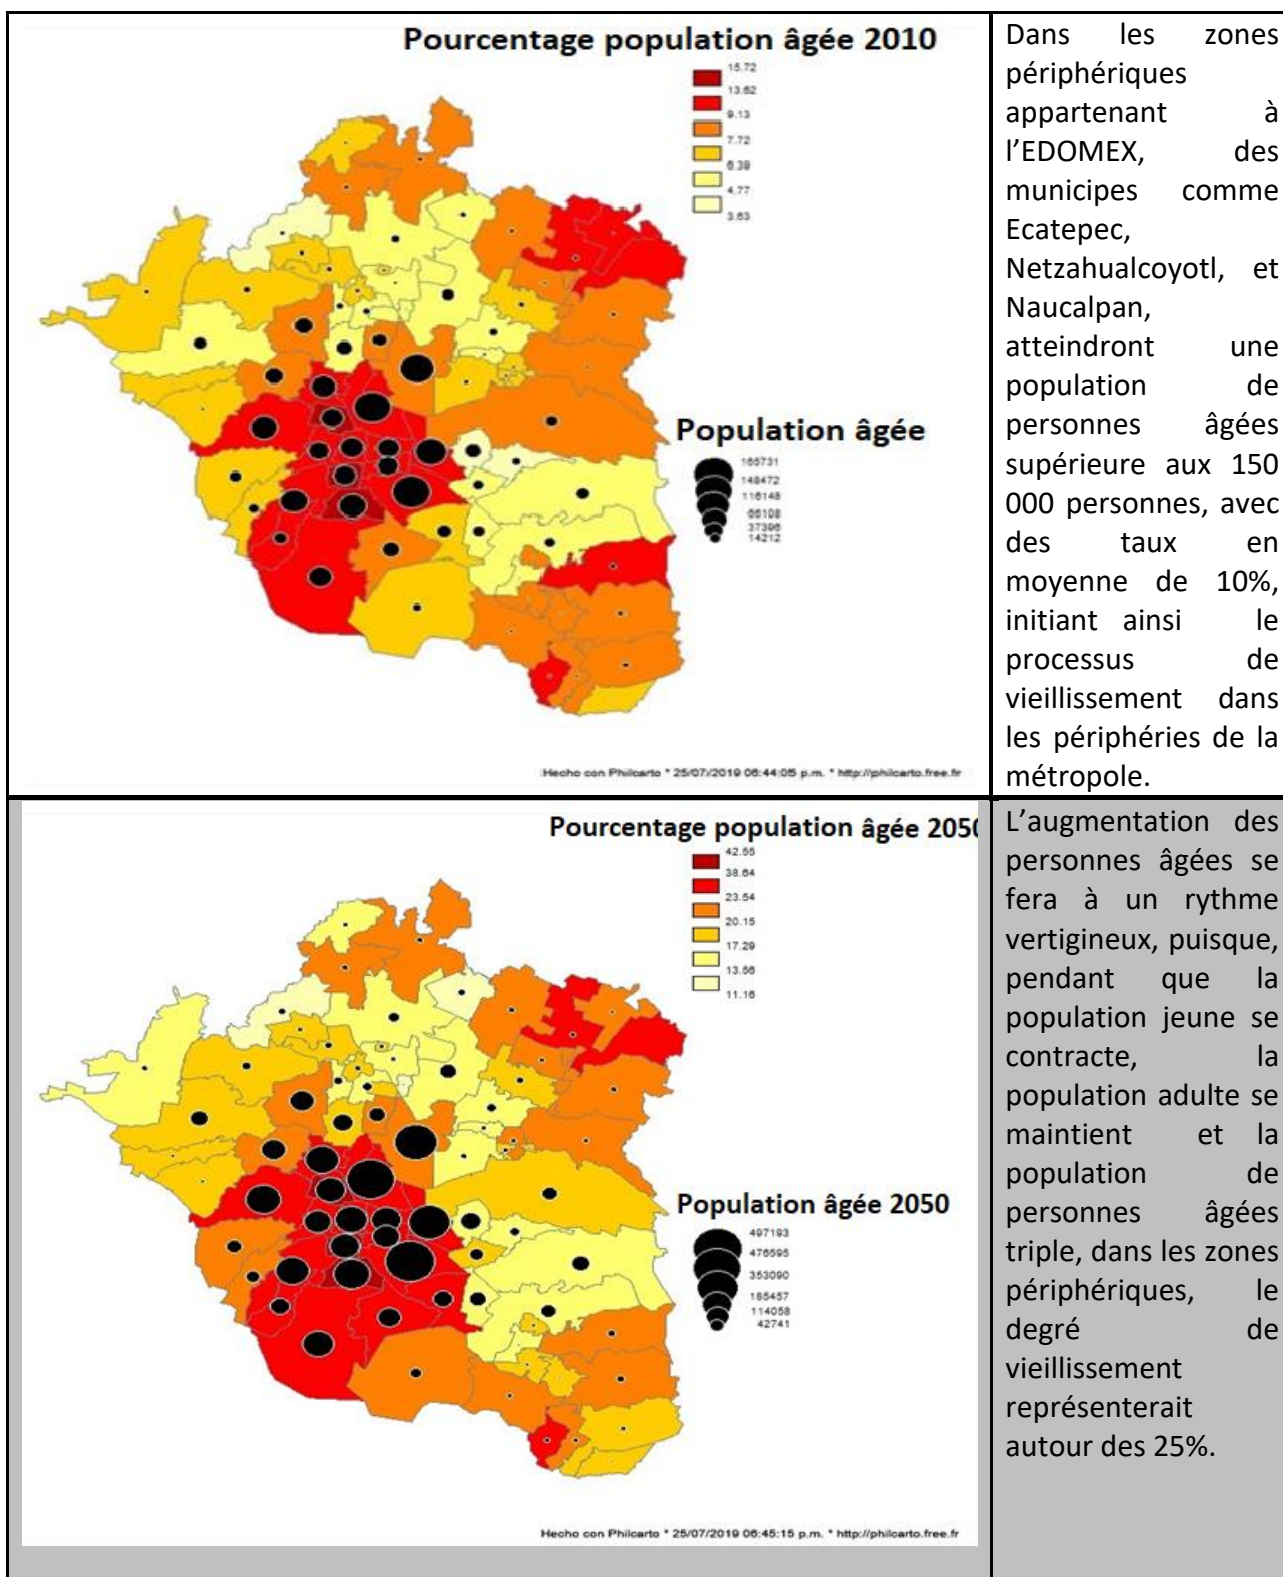 Pourcentage population âgée 2010
15.72
13.62
9.13
7.72
6.39
4.77
3.63
Population âgée
165731
148472
116148
66108
37396
14212
Hecho con Philcarto * 25/07/2019 06:44:05 p.m. * http://philcarto.free.fr
Dans les zones
périphériques
appartenant à
l’EDOMEX, des
municipes comme
Ecatepec,
Netzahualcoyotl, et
Naucalpan,
atteindront une
population de
personnes âgées
supérieure aux 150
000 personnes, avec
des taux en
moyenne de 10%,
initiant ainsi le
processus de
vieillissement dans
les périphéries de la
métropole.
Pourcentage population âgée 2050
42.55
38.64
23.54
20.15
17.29
13.56
11.16
Population âgée 2050
497193
476595
353090
185457
114058
42741
Hecho con Philcarto * 25/07/2019 06:45:15 p.m. * http://philcarto.free.fr
L’augmentation des
personnes âgées se
fera à un rythme
vertigineux, puisque,
pendant que la
population jeune se
contracte, la
population adulte se
maintient et la
population de
personnes âgées
triple, dans les zones
périphériques, le
degré de
vieillissement
représenterait
autour des 25%.